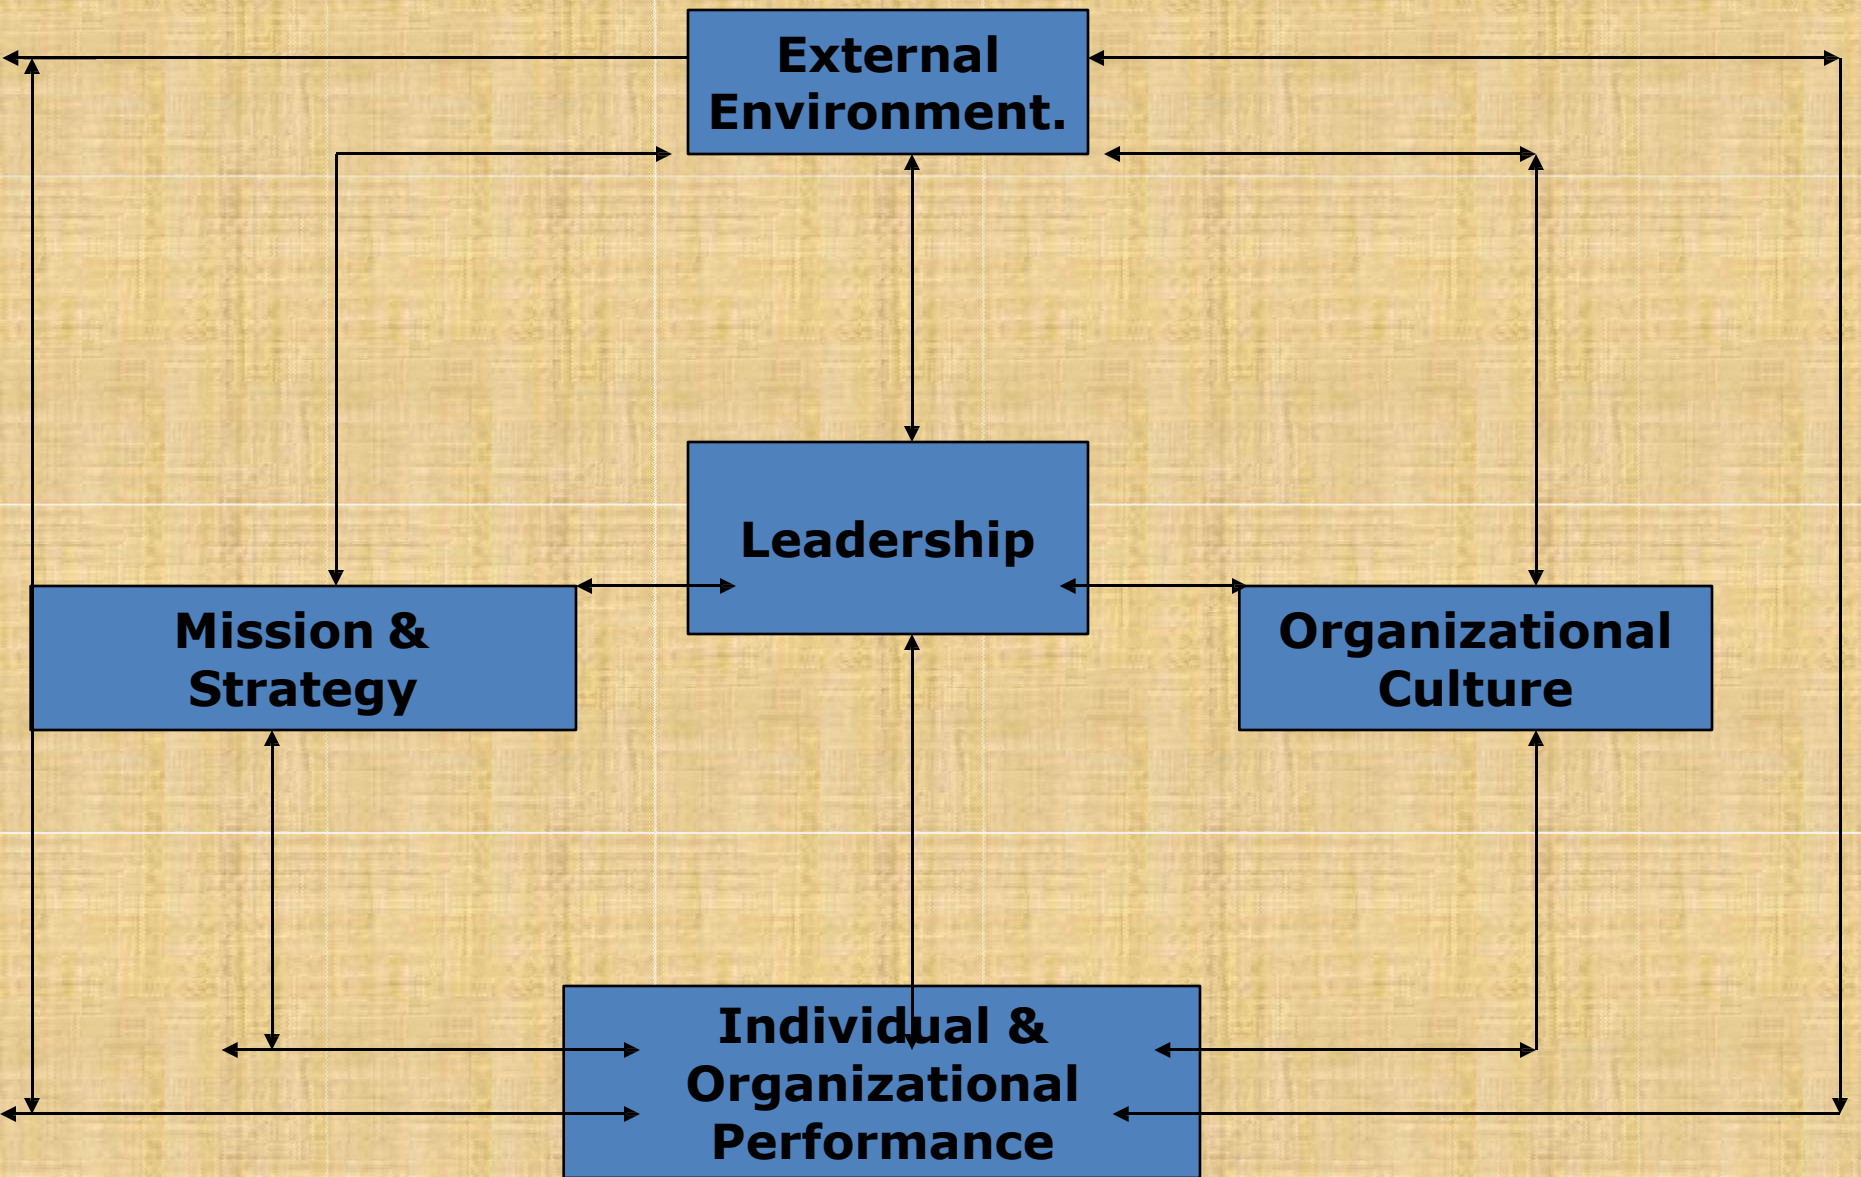 External
Environment.
Leadership
Mission &
Strategy
Organizational
Culture
Individual &
Organizational
Performance